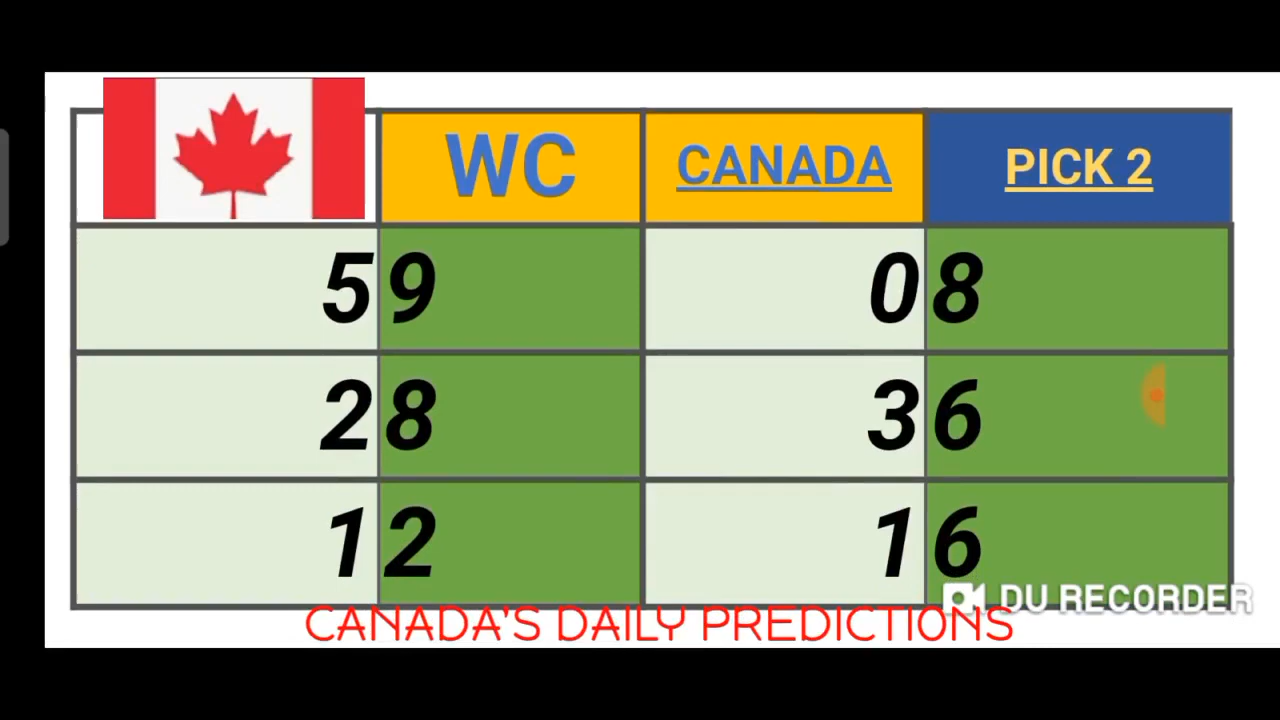 WC CANADA PICK 2
59 08
28 36
12 16
DU RECORDER
CANADA'S DAILY PREDICTIONS